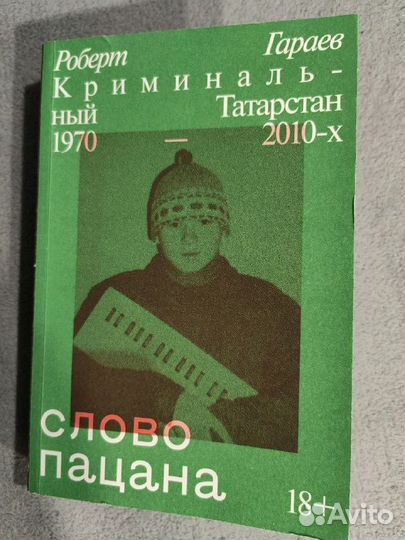 Роберт Гараев
Криминаль-
ный Татарстан
1970 — 2010-х
слово
пацана
18+
Avito